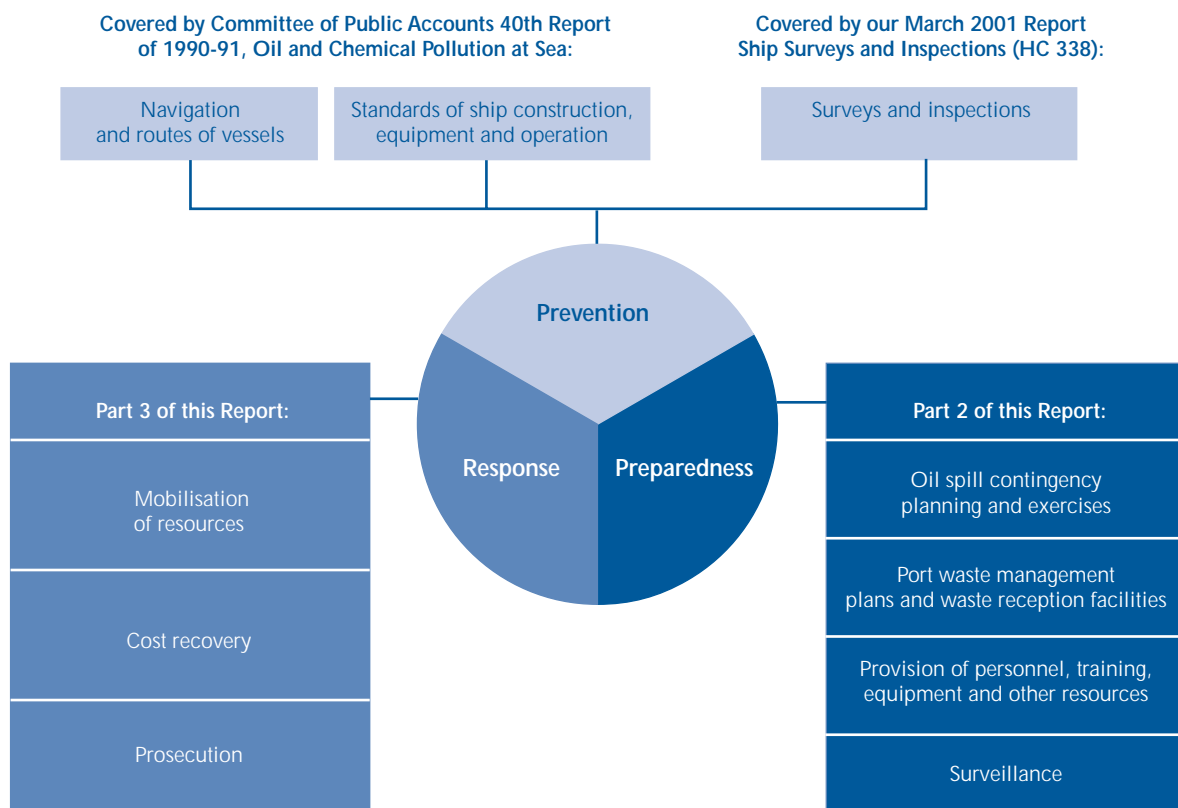 Covered by Committee of Public Accounts 40th Report
of 1990-91, Oil and Chemical Pollution at Sea:
Covered by our March 2001 Report
Ship Surveys and Inspections (HC 338):
Navigation
and routes of vessels
Standards of ship construction,
equipment and operation
Surveys and inspections
Prevention
Response
Preparedness
Part 3 of this Report:
Mobilisation
of resources
Cost recovery
Prosecution
Part 2 of this Report:
Oil spill contingency
planning and exercises
Port waste management
plans and waste reception facilities
Provision of personnel, training,
equipment and other resources
Surveillance